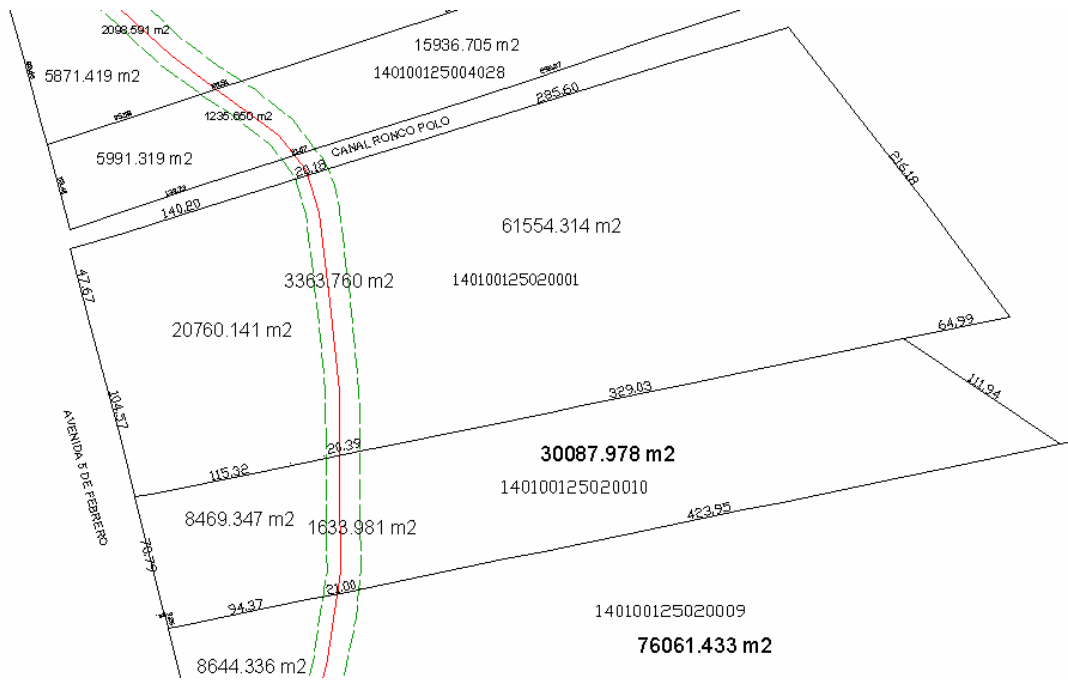 2098.591 m2
15936.705 m2
5871.419 m2
140100125004028
285.60
1235.650 m2
CANAL RONCO POLO
5991.319 m2
20.18
216.18
140.20
61554.314 m2
47.67
3363.760 m2
140100125020001
20760.141 m2
64.99
329.03
111.94
104.57
AVENIDA 5 DE FEBRERO
20.39
115.32
30087.978 m2
140100125020010
423.95
8469.347 m2
1633.981 m2
70.79
21.00
94.37
140100125020009
76061.433 m2
8644.336 m2